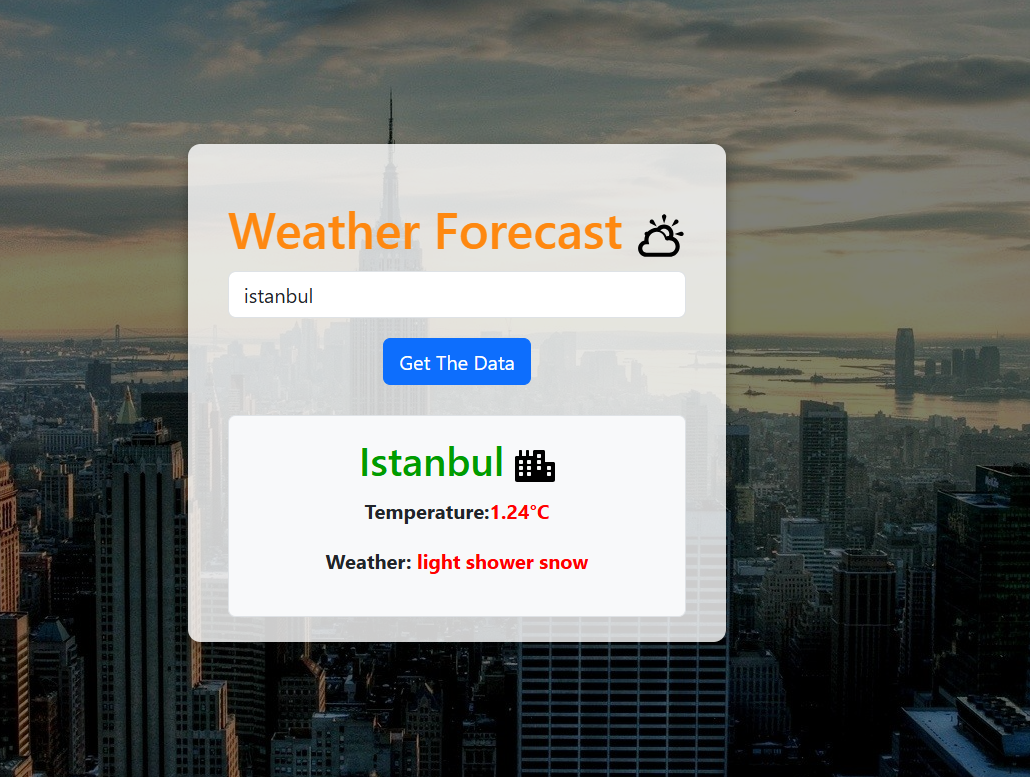 Weather Forecast
istanbul
Get The Data
Istanbul
Temperature:1.24°C
Weather: light shower snow